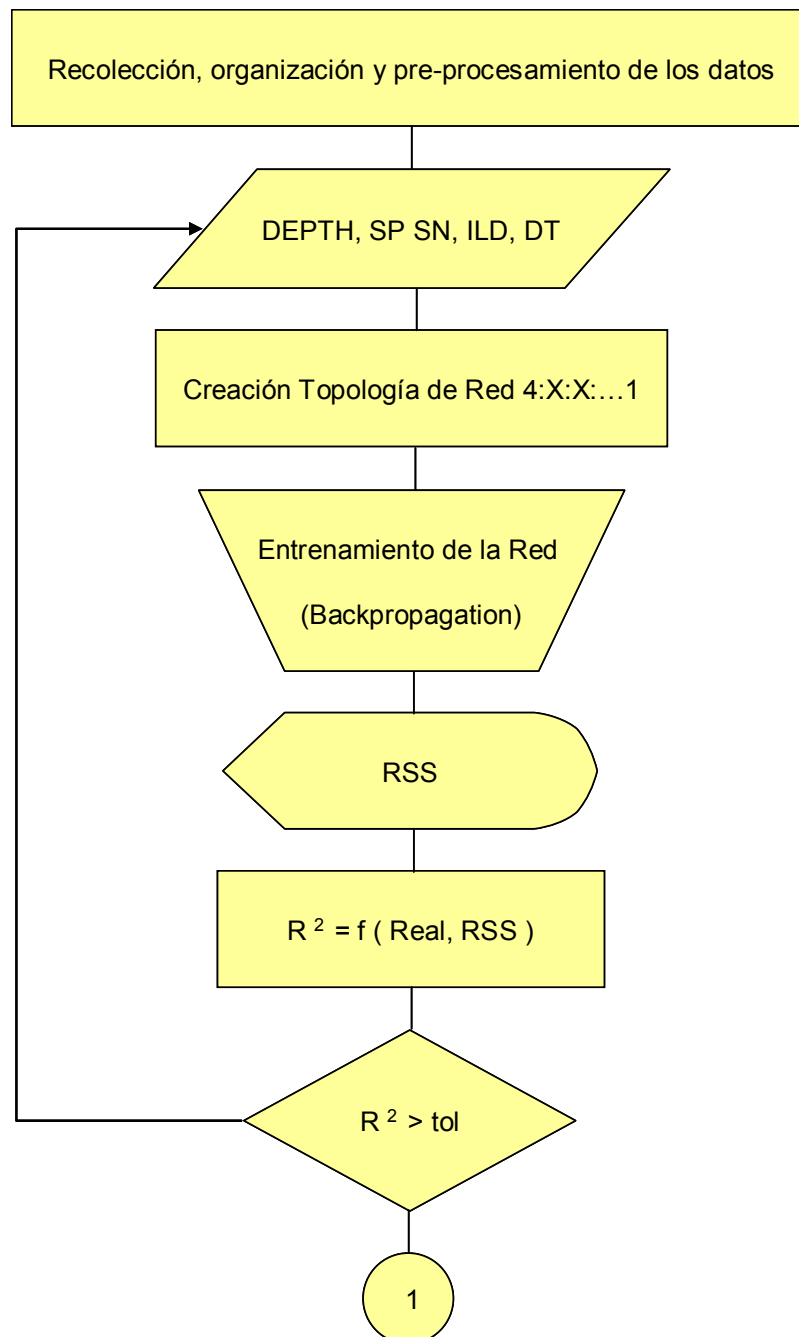 Recolección, organización y pre-procesamiento de los datos
DEPTH, SP SN, ILD, DT
Creación Topología de Red 4:X:X:…1
Entrenamiento de la Red
(Backpropagation)
RSS
R ² = f ( Real, RSS )
R ² > tol
1